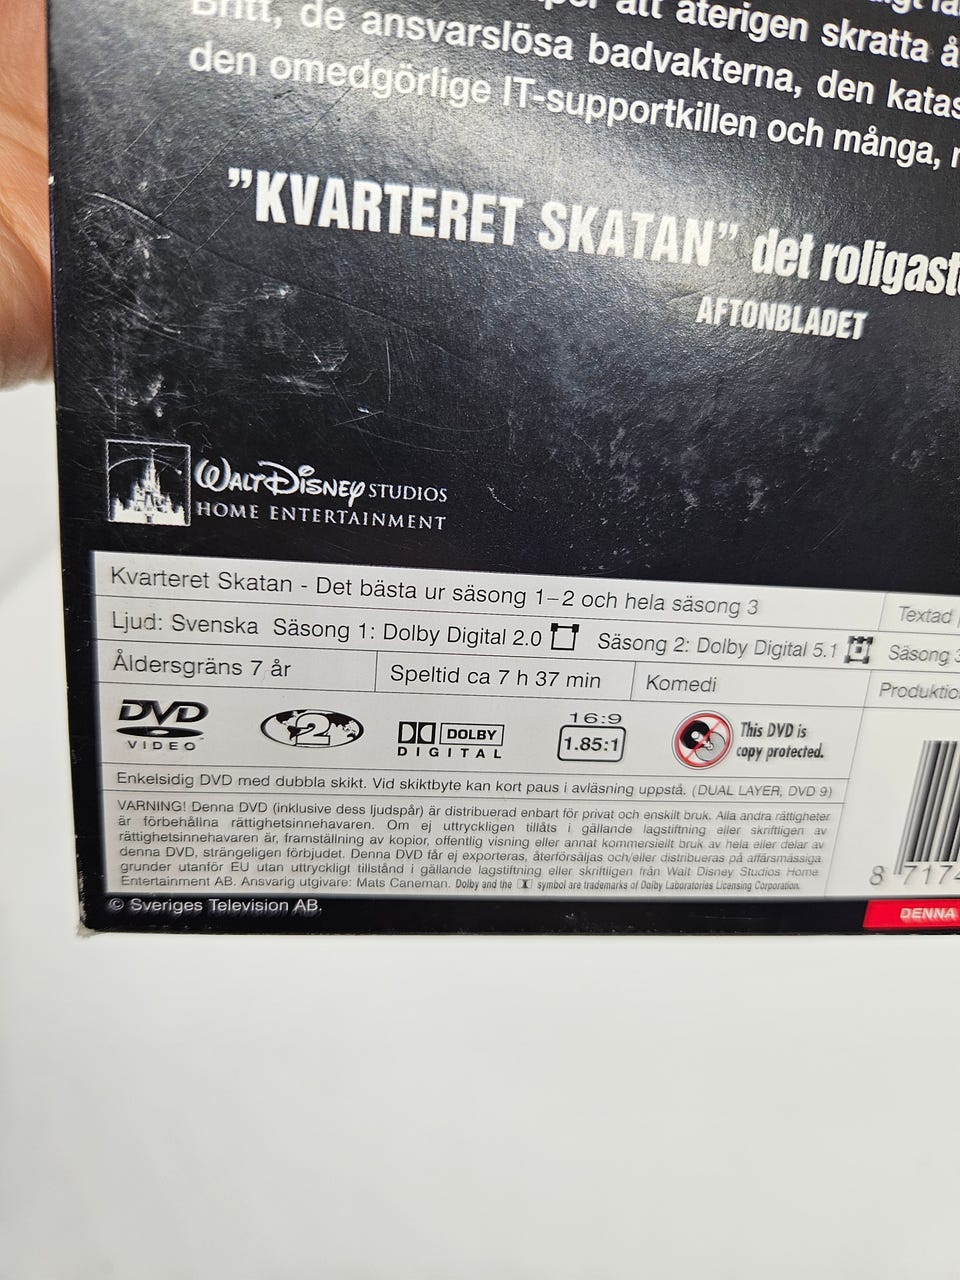 att återigen skratta å
Britt, de ansvarslösa badvakterna, den katas
den omedgörlige IT-supportkillen och många,
"KVARTERET SKATAN" det roligast
AFTONBLADET
WALT DISNEY STUDIOS
HOME ENTERTAINMENT
Kvarteret Skatan - Det bästa ur säsong 1–2 och hela säsong 3
Textad
Ljud: Svenska Säsong 1: Dolby Digital 2.0 Säsong 2: Dolby Digital 5.1 Säsong 3
Åldersgräns 7 år
Speltid ca 7 h 37 min
Komedi
Produktio
DVD
VIDEO
2
DOLBY
DIGITAL
16:9
1.85:1
This DVD is
copy protected.
Enkelsidig DVD med dubbla skikt. Vid skiktbyte kan kort paus i avläsning uppstå. (DUAL LAYER, DVD 9)
VARNING! Denna DVD (inklusive dess ljudspår) är distribuerad enbart för privat och enskilt bruk. Alla andra rättigheter
är förbehållna rättighetsinnehavaren. Om ej uttryckligen tillåts i gällande lagstiftning eller skriftligen av
rättighetsinnehavaren är, framställning av kopior, offentlig visning eller annat kommersiellt bruk av hela eller delar av
denna DVD, strängeligen förbjudet. Denna DVD får ej exporteras, återförsäljas och/eller distribueras på affärsmässiga
grunder utanför EU utan uttryckligt tillstånd i gällande lagstiftning eller skriftligen från Walt Disney Studios Home
Entertainment AB. Ansvarig utgivare: Mats Caneman. Dolby and the symbol are trademarks of Dolby Laboratories Licensing Corporation.
8 7174
© Sveriges Television AB.
DENNA